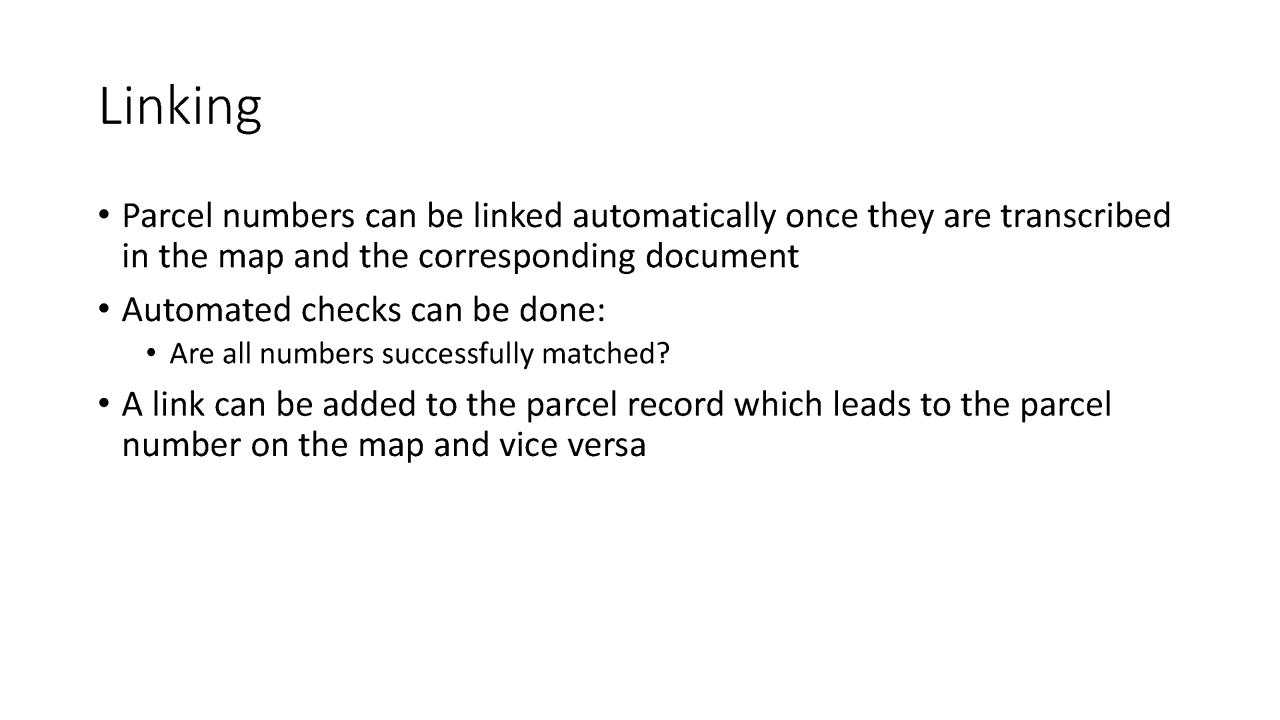 Linking
• Parcel numbers can be linked automatically once they are transcribed
in the map and the corresponding document
• Automated checks can be done:
• Are all numbers successfully matched?
• A link can be added to the parcel record which leads to the parcel
number on the map and vice versa